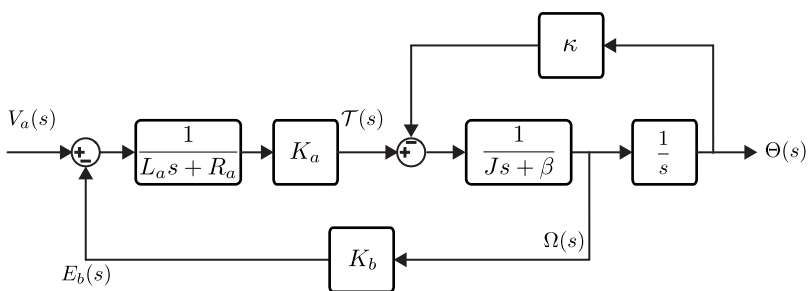 κ
V_a(s)
+
−
1
L_a s + R_a
K_a
𝒯(s)
−
+
1
Js + β
1
s
Θ(s)
Ω(s)
K_b
E_b(s)